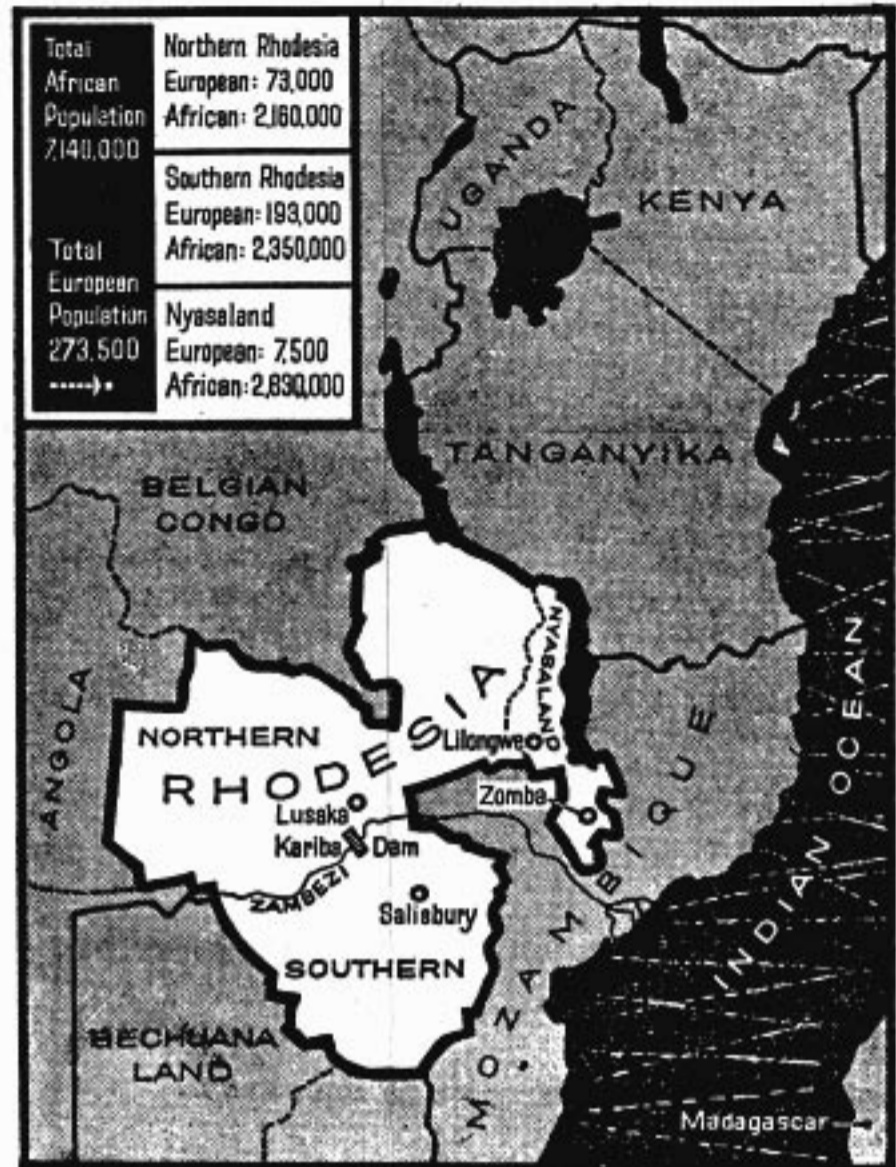 Total
African
Population
7,140,000
Total
European
Population
273,500
Northern Rhodesia
European: 73,000
African: 2,160,000
Southern Rhodesia
European: 193,000
African: 2,350,000
Nyasaland
European: 7,500
African: 2,630,000
UGANDA
KENYA
TANGANYIKA
BELGIAN
CONGO
ANGOLA
NYASALAND
NORTHERN
RHODESIA
Lilongwe
Zomba
Lusaka
Kariba Dam
ZAMBEZI
Salisbury
SOUTHERN
BECHUANA
LAND
MOZAMBIQUE
INDIAN OCEAN
Madagascar